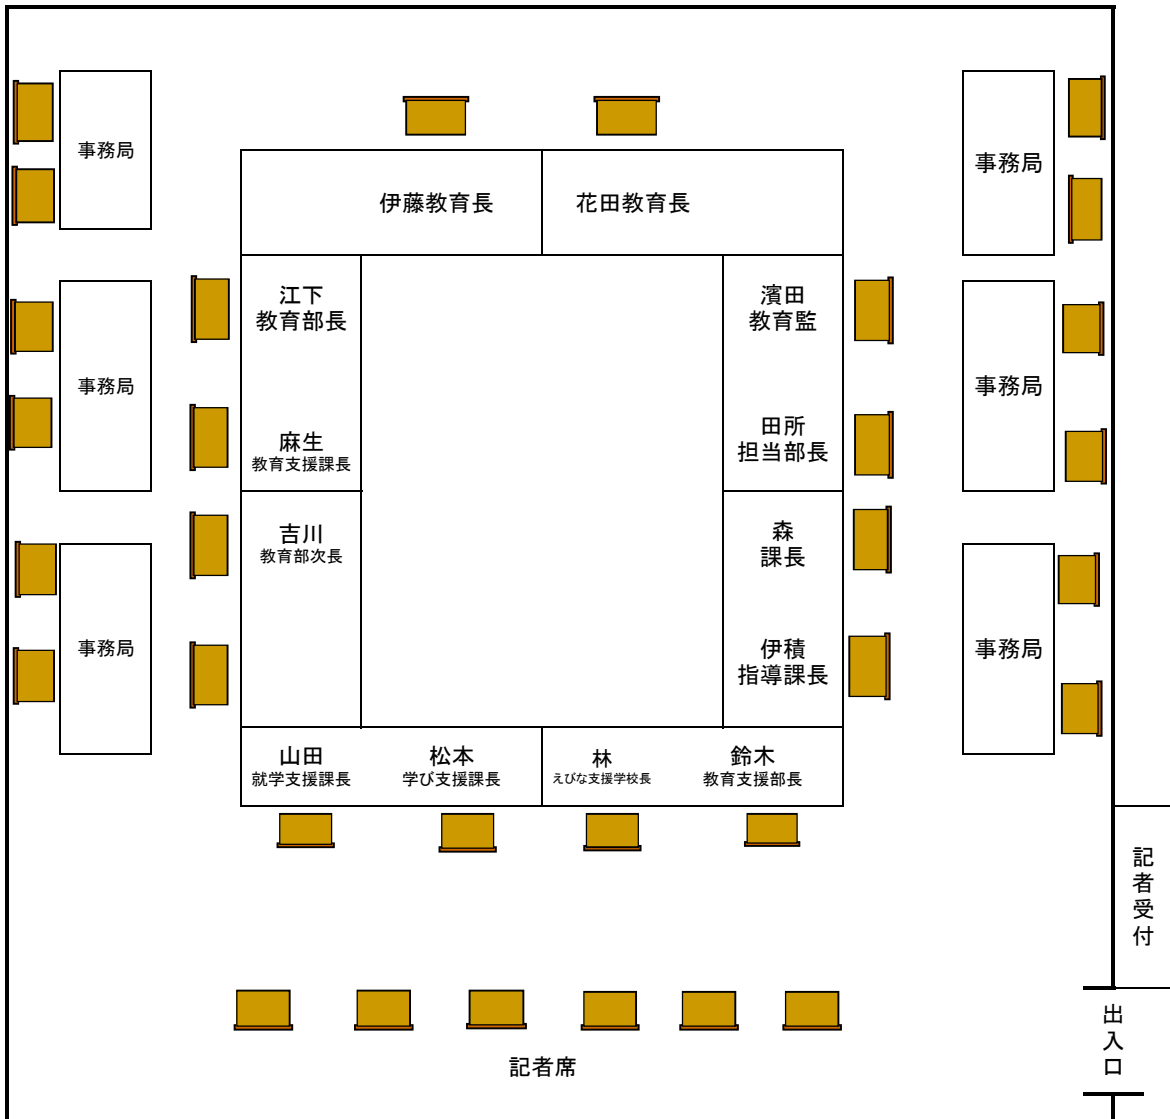 事務局
事務局
伊藤教育長
花田教育長
江下
教育部長
濱田
教育監
事務局
事務局
麻生
教育支援課長
田所
担当部長
吉川
教育部次長
森
課長
事務局
事務局
伊積
指導課長
山田
就学支援課長
松本
学び支援課長
林
えびな支援学校長
鈴木
教育支援部長
記者受付
出入口
記者席